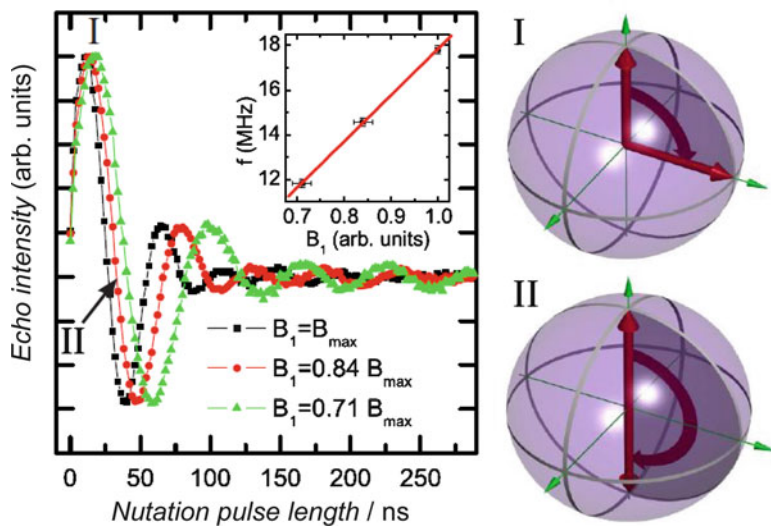 I
II
Echo intensity (arb. units)
0
50
100
150
200
250
Nutation pulse length / ns
B₁=Bmax
B₁=0.84 Bmax
B₁=0.71 Bmax
f (MHz)
18
16
14
12
0.7
0.8
0.9
1.0
B₁ (arb. units)
I
II